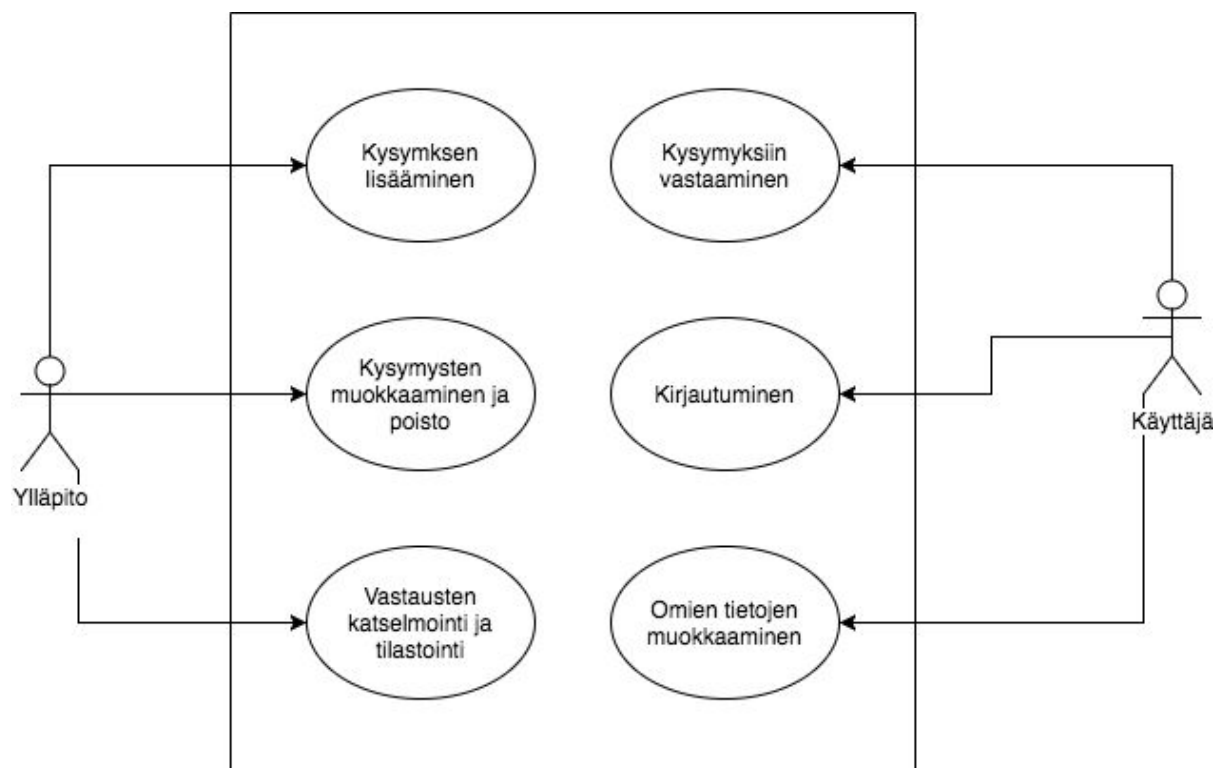 Kysymksen
lisääminen
Kysymyksiin
vastaaminen
Kysymysten
muokkaaminen ja
poisto
Kirjautuminen
Käyttäjä
Ylläpito
Vastausten
katselmointi ja
tilastointi
Omien tietojen
muokkaaminen